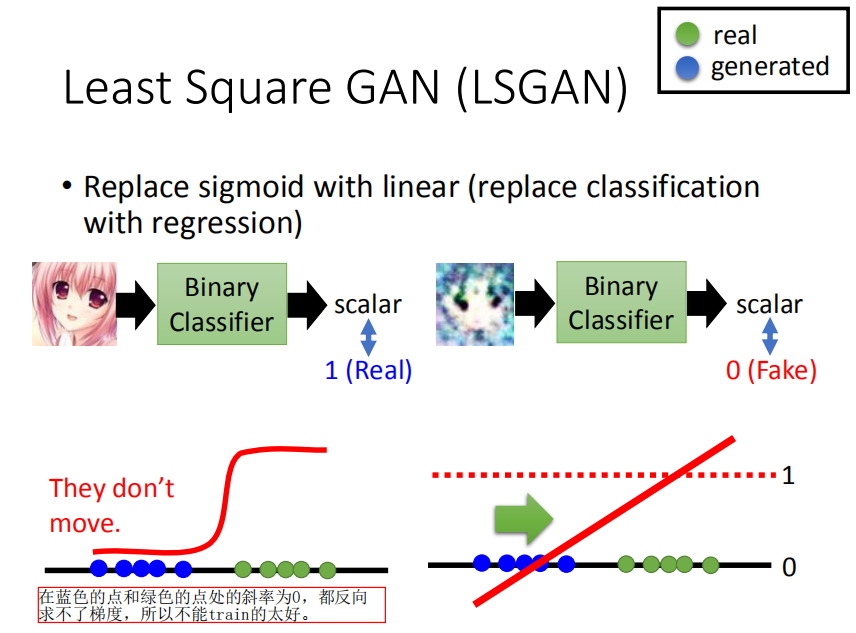 real
generated
Least Square GAN (LSGAN)
• Replace sigmoid with linear (replace classification
with regression)
Binary
Classifier
scalar
1 (Real)
Binary
Classifier
scalar
0 (Fake)
They don’t
move.
在蓝色的点和绿色的点处的斜率为0，都反向
求不了梯度，所以不能train的太好。
1
0